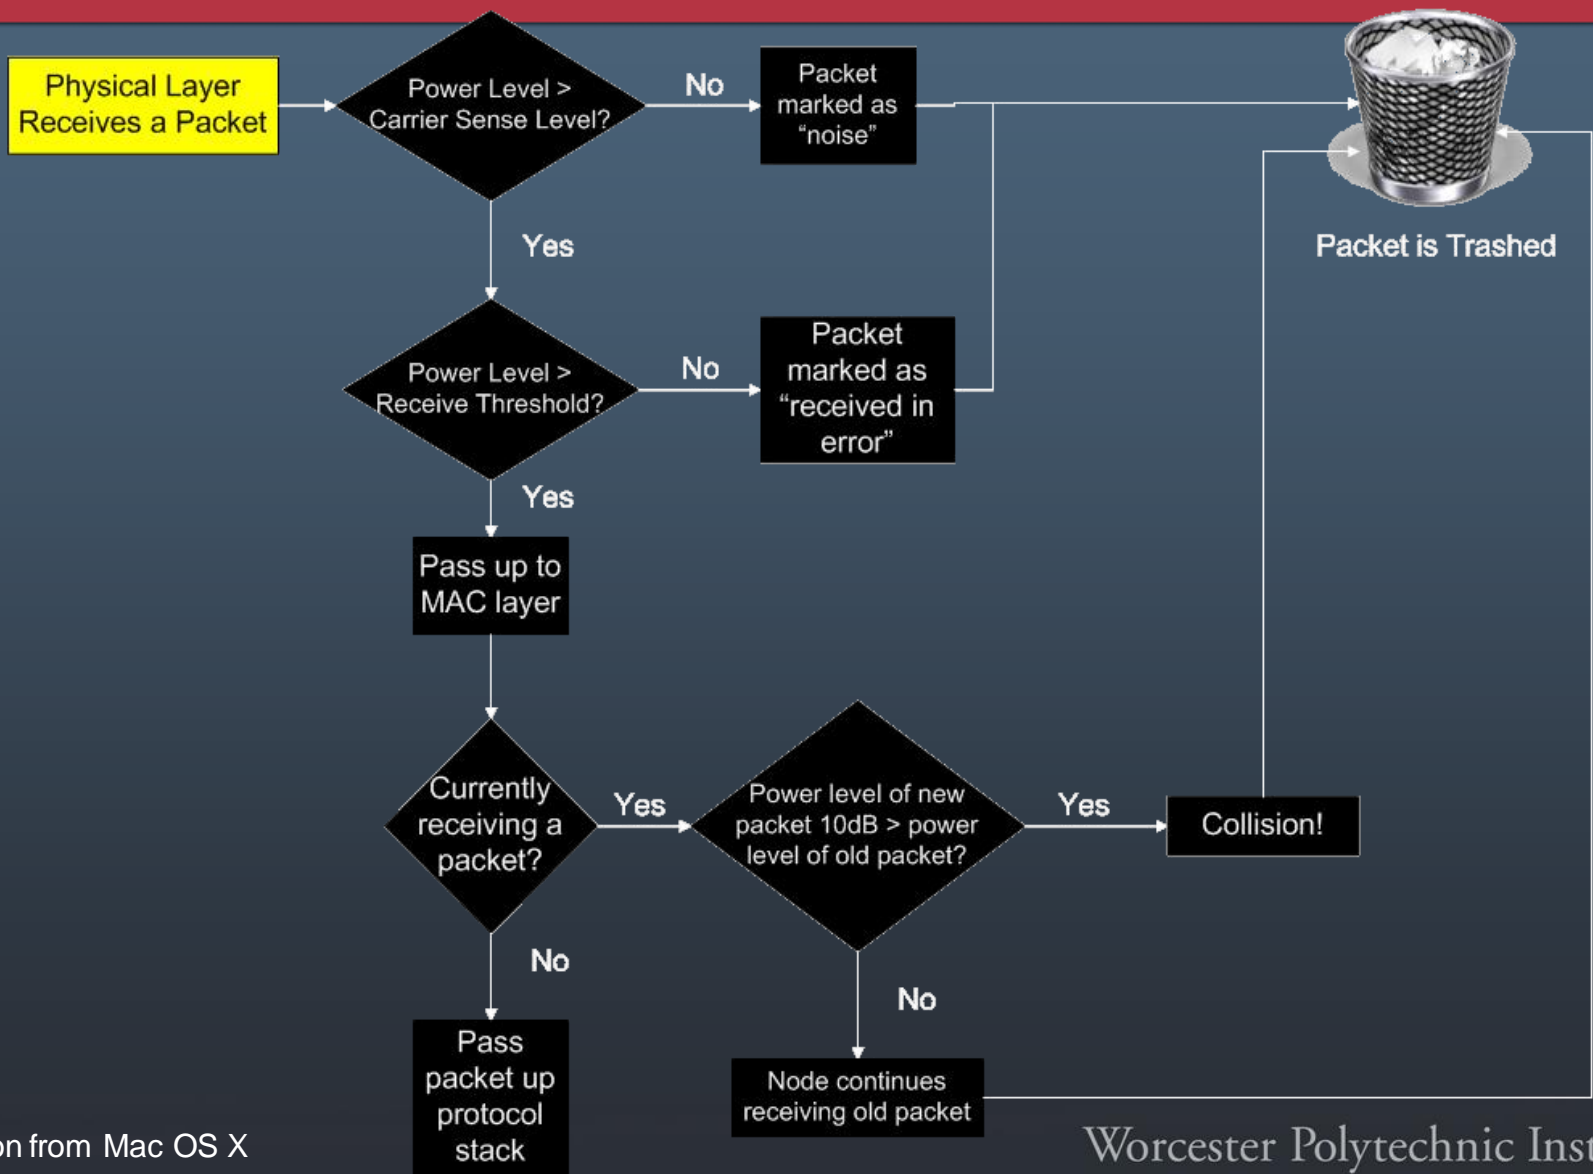 Physical Layer
Receives a Packet
Power Level >
Carrier Sense Level?
No
Packet
marked as
“noise”
Packet is Trashed
Yes
Power Level >
Receive Threshold?
No
Packet
marked as
“received in
error”
Yes
Pass up to
MAC layer
Currently
receiving a
packet?
Yes
Power level of new
packet 10dB > power
level of old packet?
Yes
Collision!
No
No
Pass
packet up
protocol
stack
Node continues
receiving old packet
from Mac OS X
Worcester Polytechnic